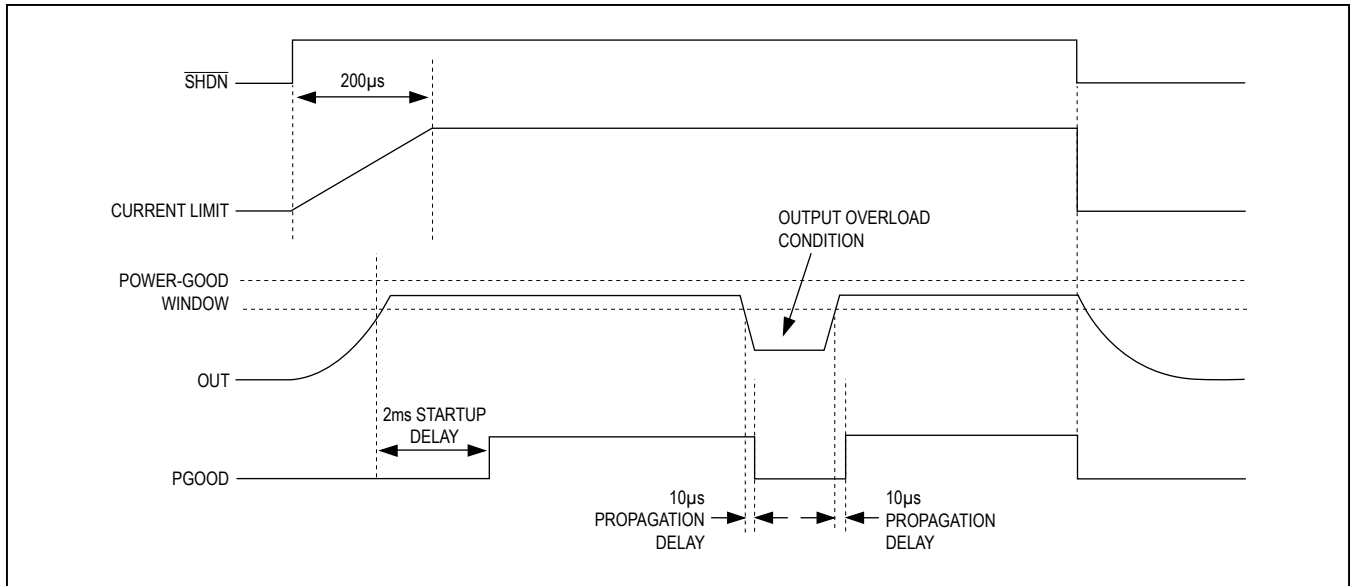 S̅H̅D̅N̅
200µs
CURRENT LIMIT
OUTPUT OVERLOAD
CONDITION
POWER-GOOD
WINDOW
OUT
2ms STARTUP
DELAY
PGOOD
10µs
PROPAGATION
DELAY
10µs
PROPAGATION
DELAY